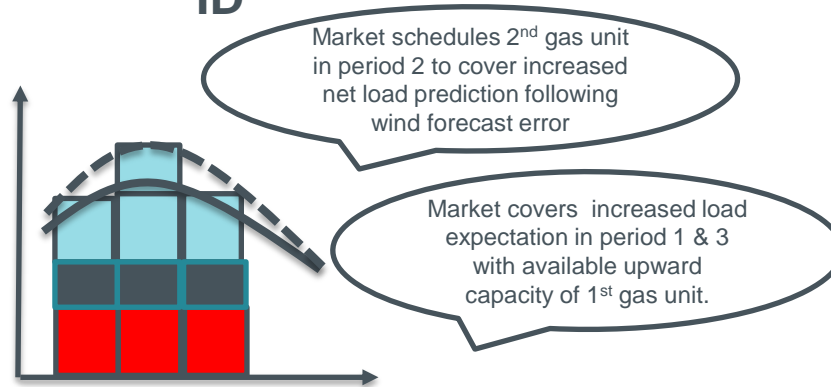 ID
Market schedules 2nd gas unit
in period 2 to cover increased
net load prediction following
wind forecast error
Market covers  increased load
expectation in period 1 & 3
with available upward
capacity of 1st gas unit.